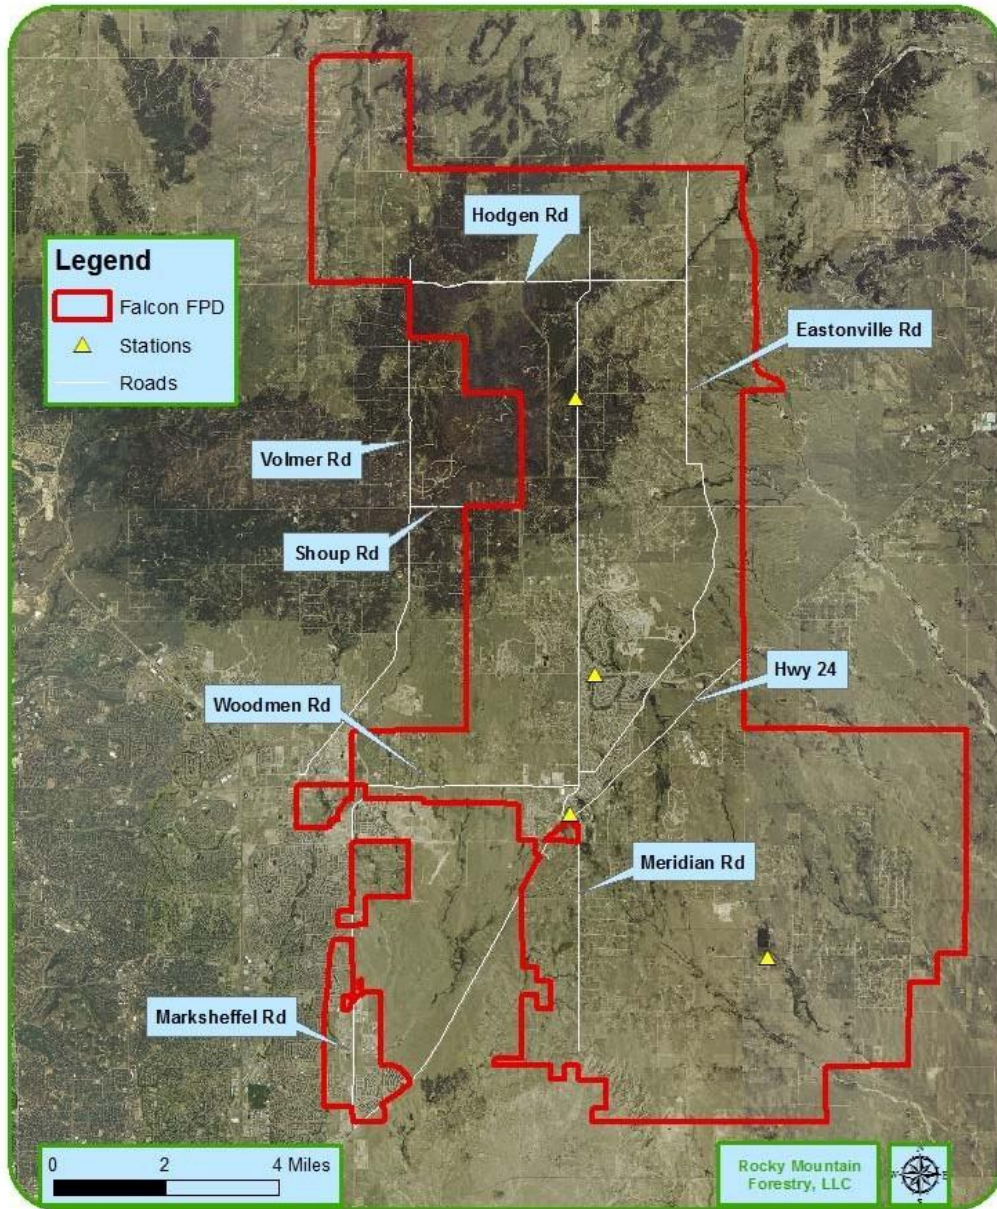 Hodgen Rd
Legend
Falcon FPD
Stations
Roads
Eastonville Rd
Volmer Rd
Shoup Rd
Hwy 24
Woodmen Rd
Meridian Rd
Marksheffel Rd
0 2 4 Miles
Rocky Mountain
Forestry, LLC